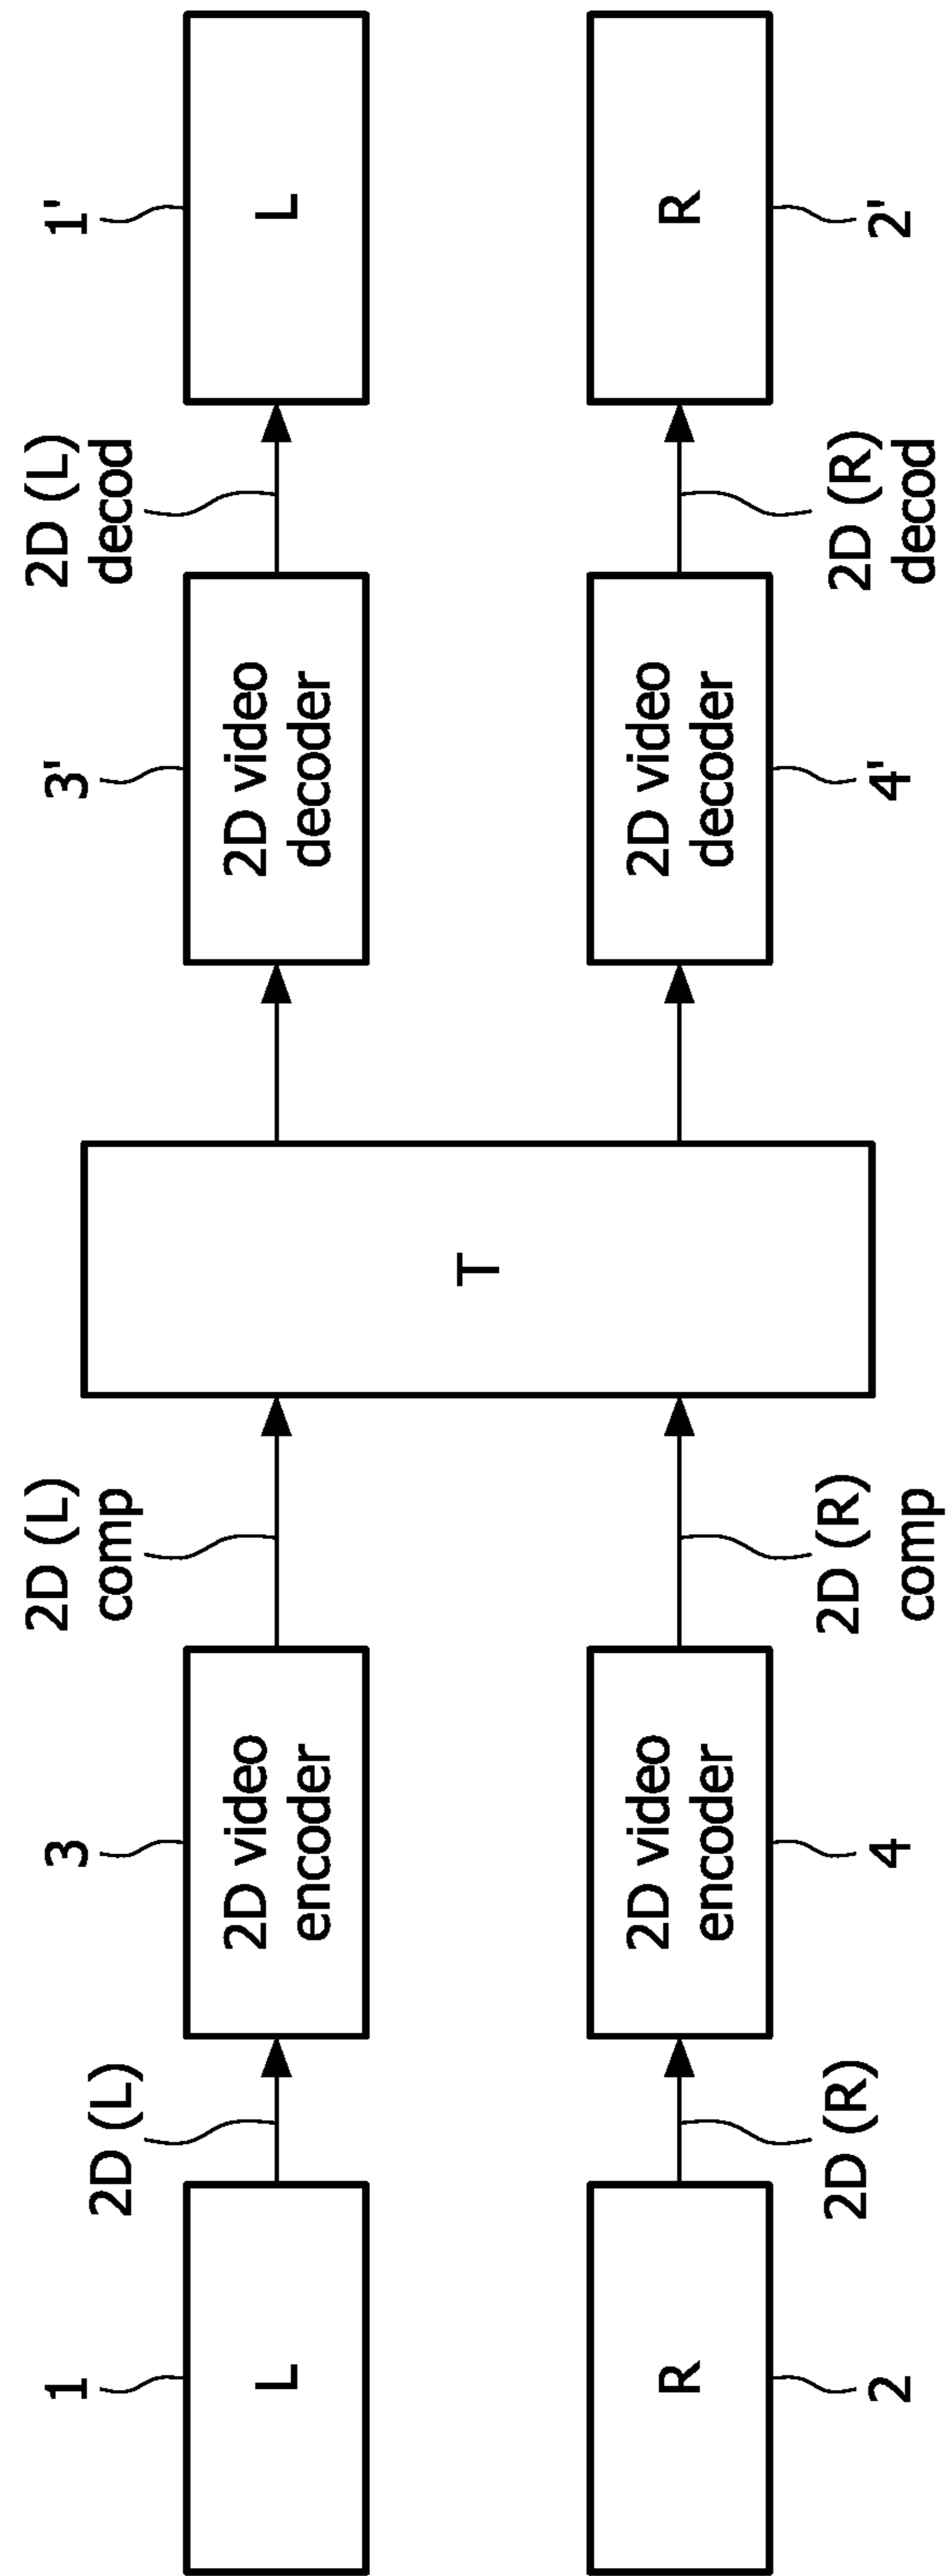 1
L
2D (L)
3
2D video
encoder
2D (L)
comp
T
3'
2D video
decoder
2D (L)
decod
1'
L
R
2
2D (R)
2D video
encoder
4
2D (R)
comp
2D video
decoder
4'
2D (R)
decod
R
2'